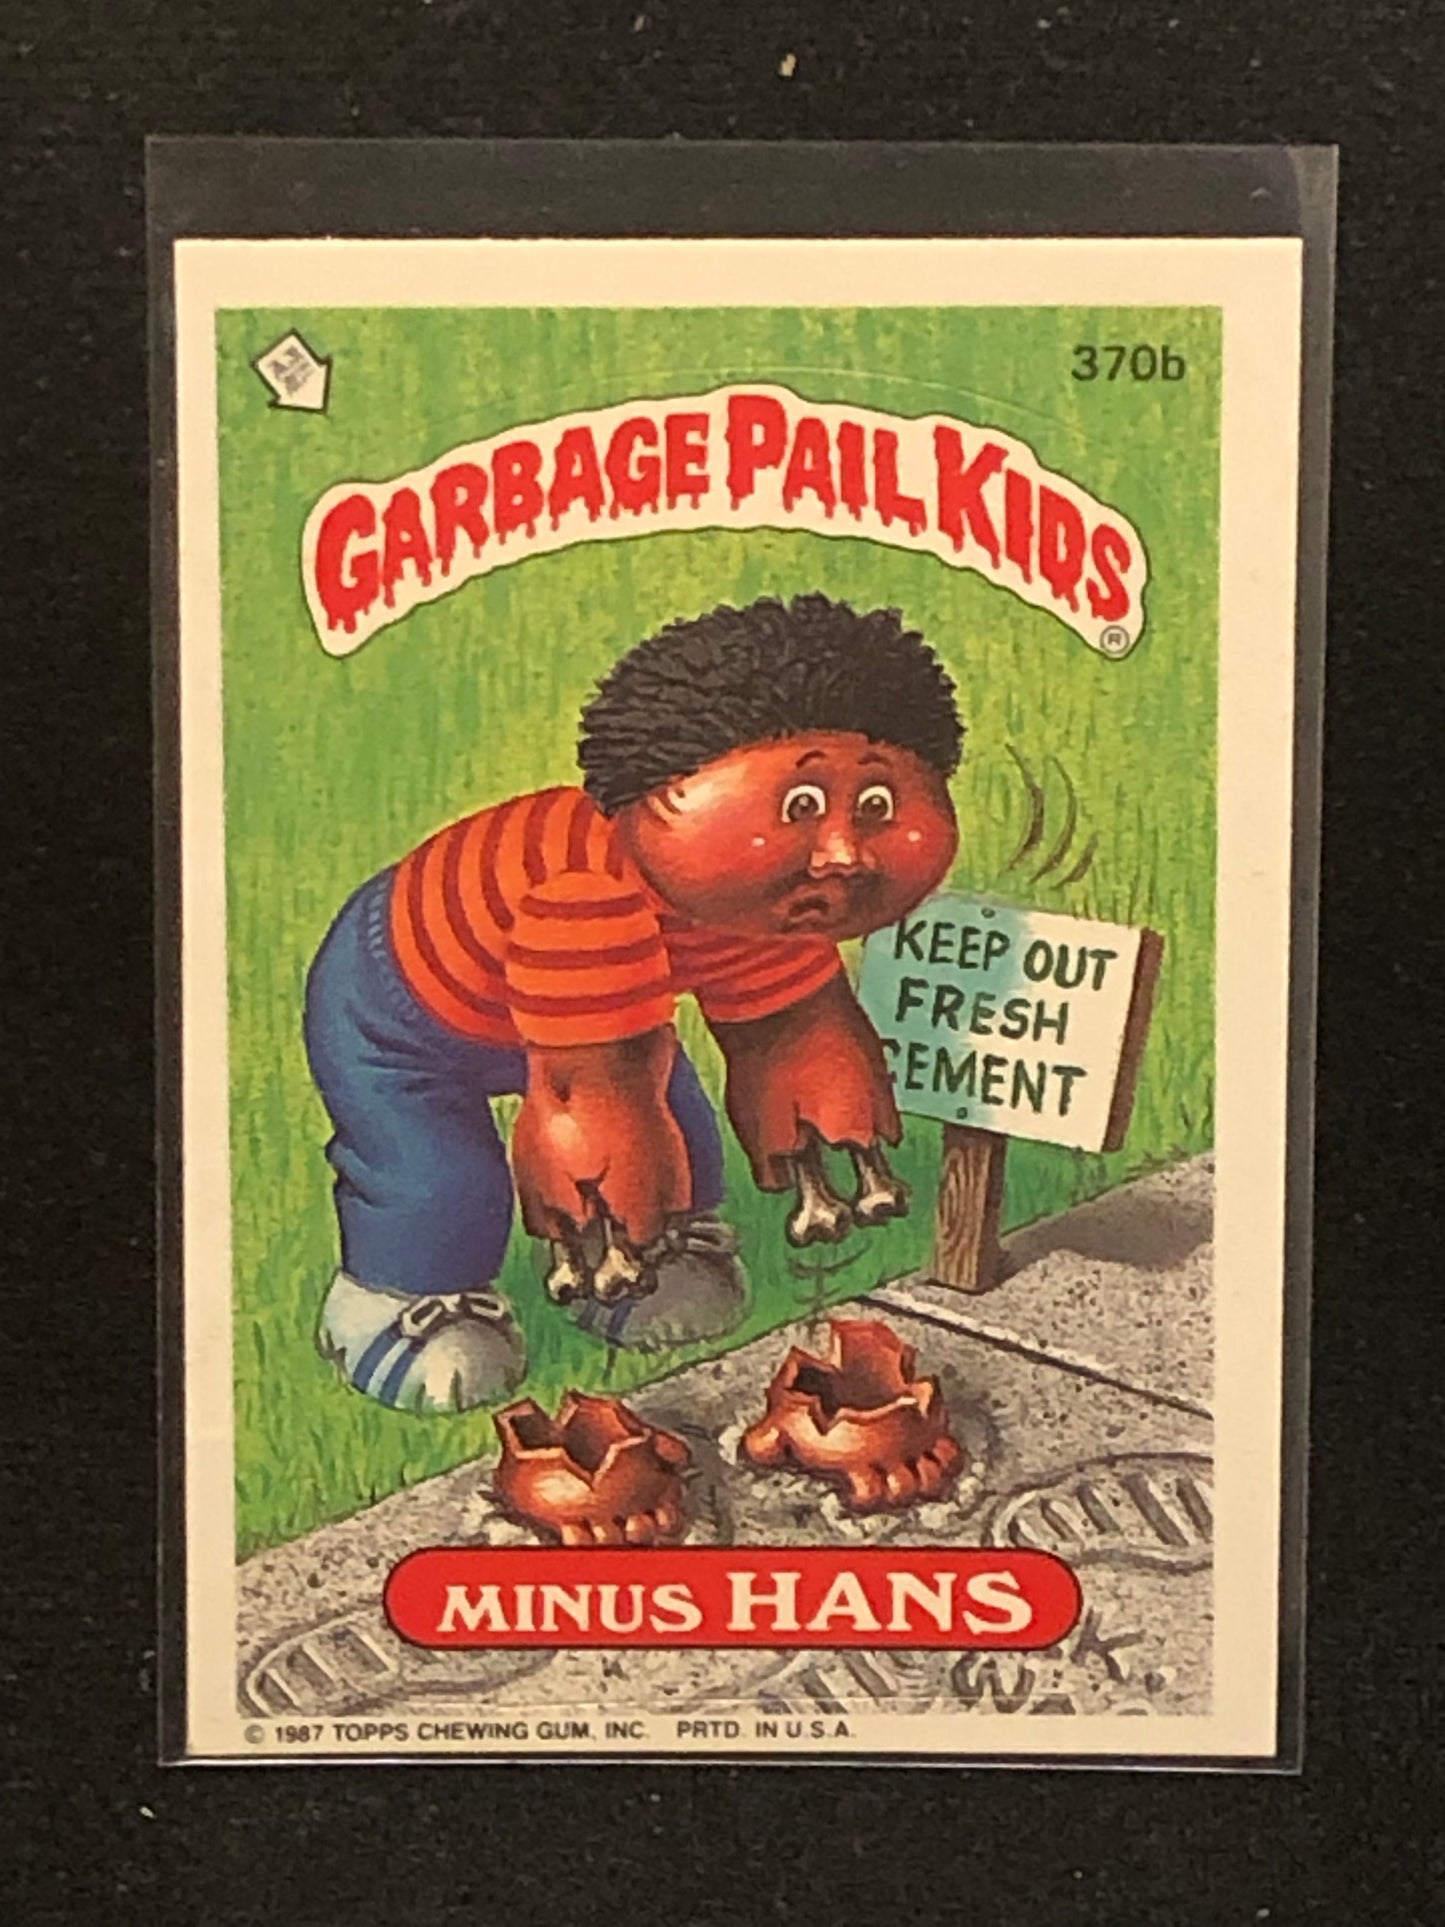 370b
GARBAGE PAIL KIDS
®
KEEP OUT
FRESH
CEMENT
MINUS HANS
© 1987 TOPPS CHEWING GUM, INC. PRTD. IN U.S.A.